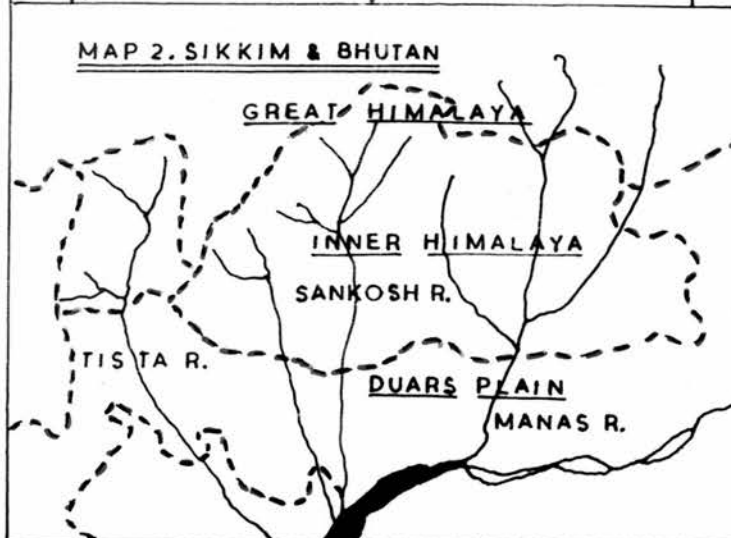 MAP 2. SIKKIM & BHUTAN
GREAT HIMALAYA
INNER HIMALAYA
SANKOSH R.
TISTA R.
DUARS PLAIN
MANAS R.